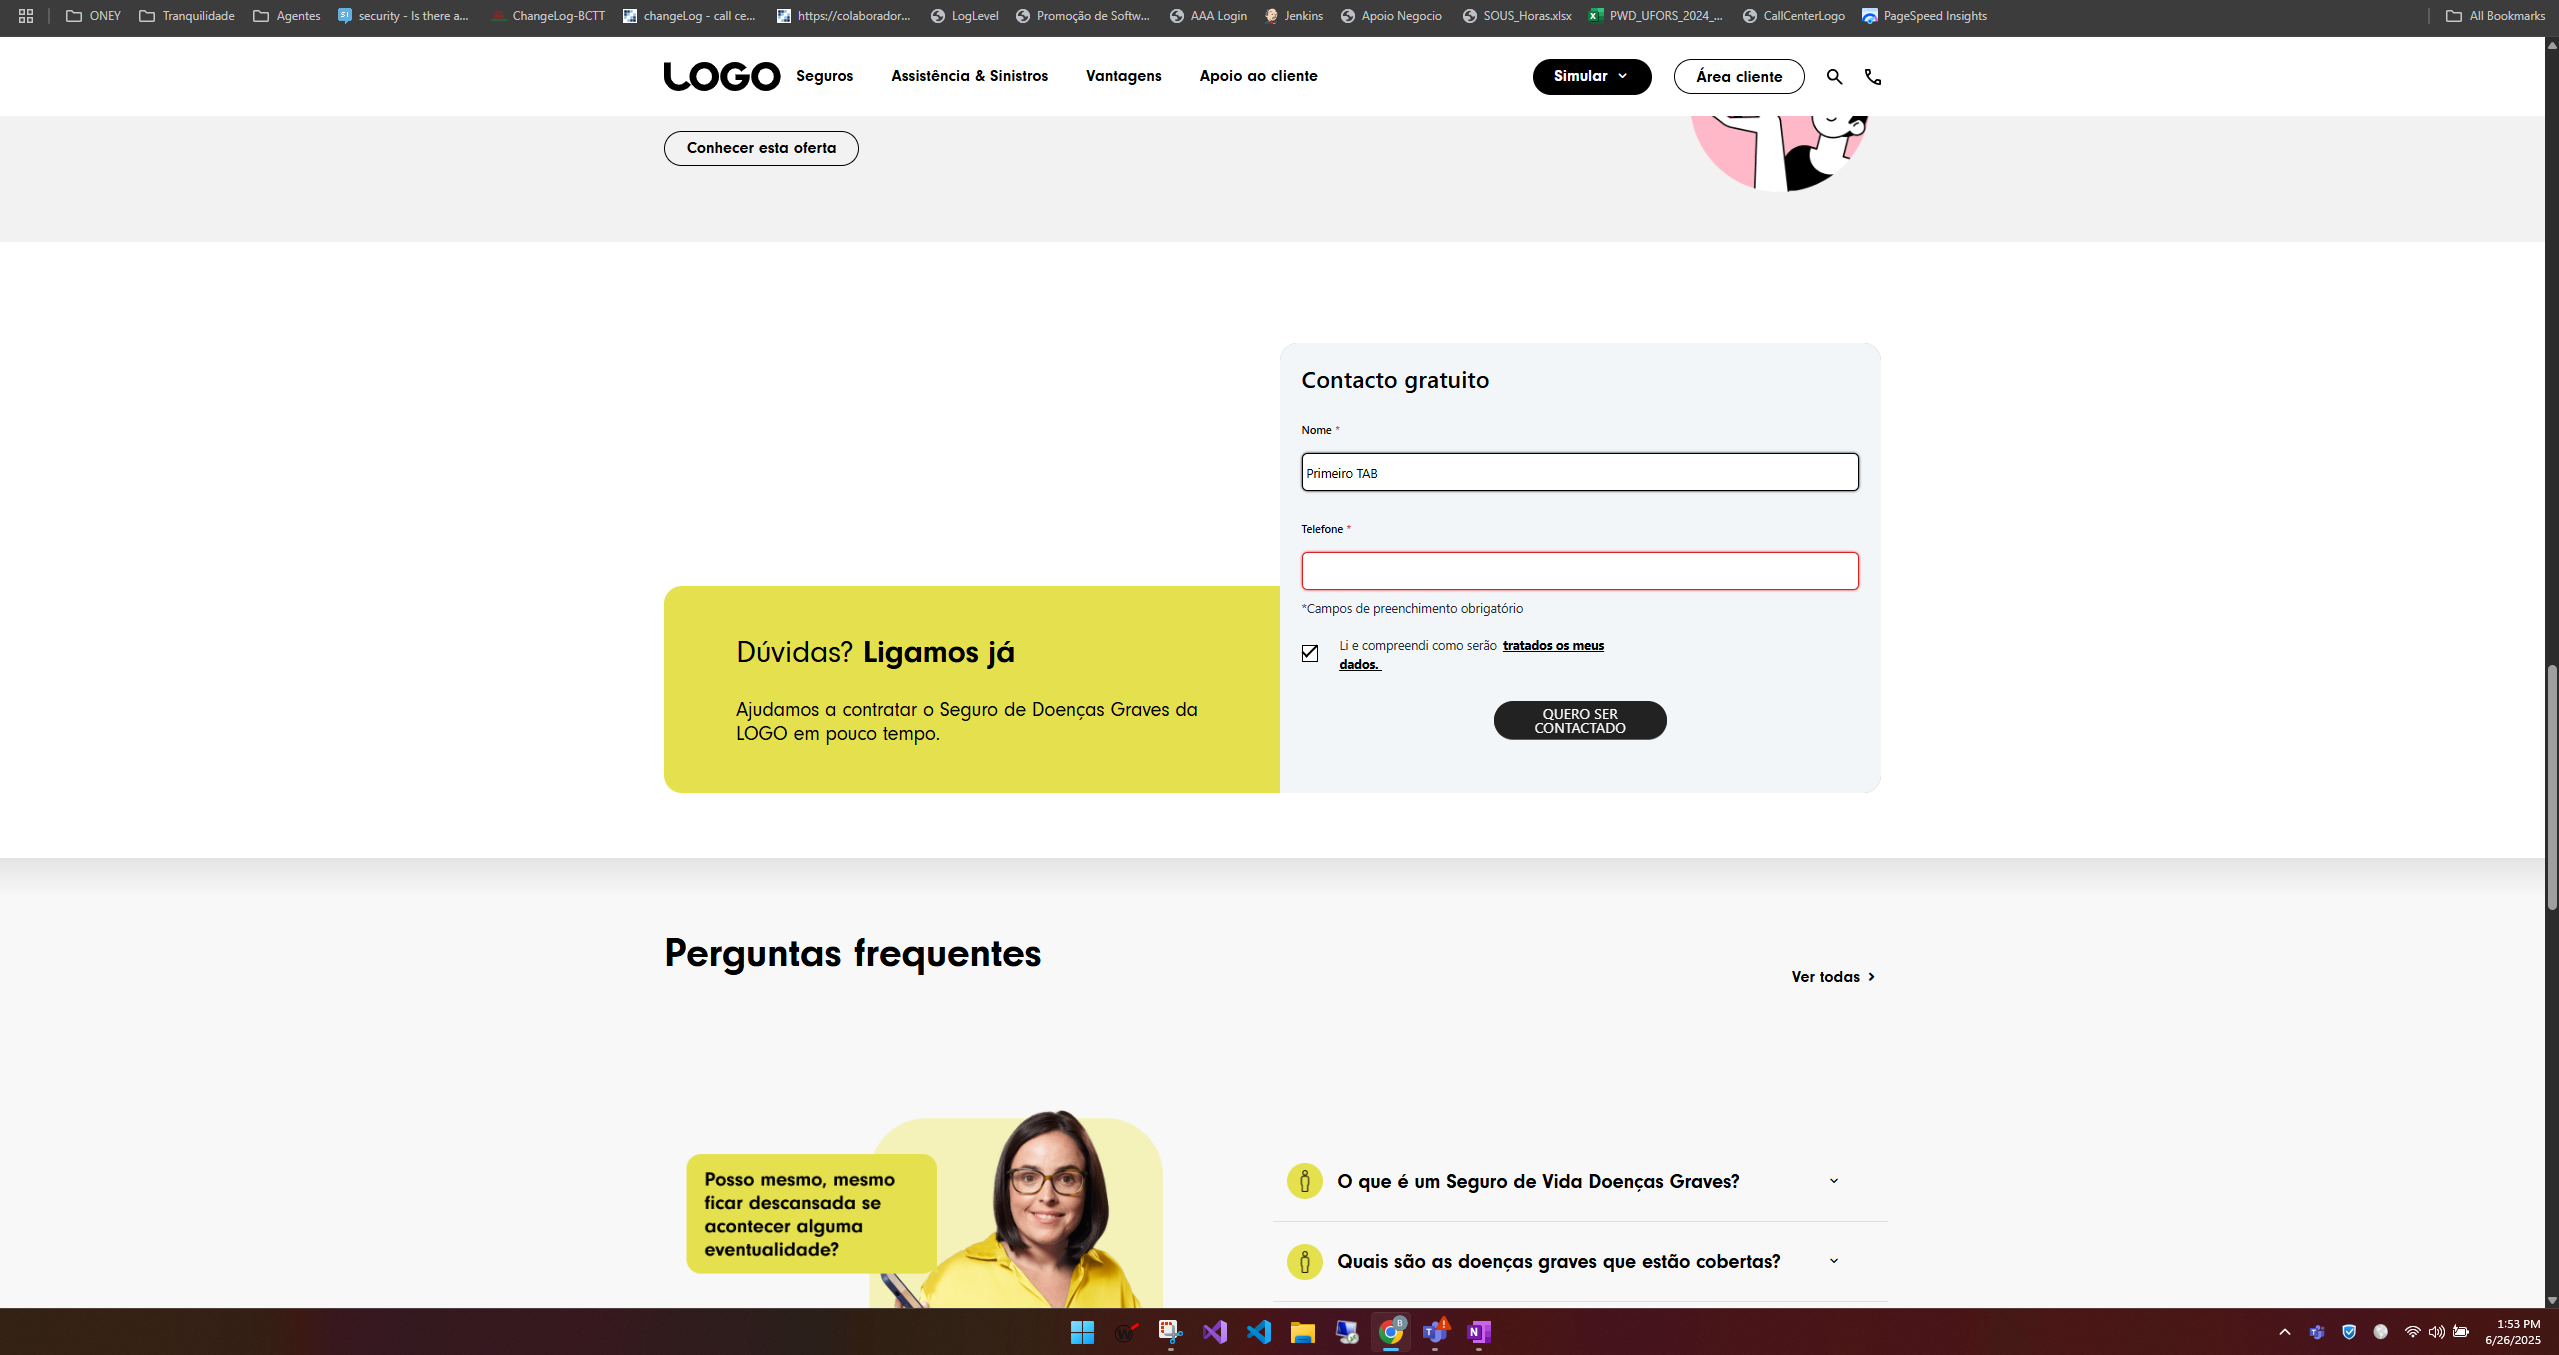 ONEY Tranquilidade Agentes security - Is there a... ChangeLog-BCTT changeLog - call ce... https://colaborador... LogLevel Promoção de Softw... AAA Login Jenkins Apoio Negocio SOUS_Horas.xlsx PWD_UFORS_2024_... CallCenterLogo PageSpeed Insights All Bookmarks
LOGO Seguros Assistência & Sinistros Vantagens Apoio ao cliente Simular Área cliente
Conhecer esta oferta
Contacto gratuito
Nome *
Primeiro TAB
Telefone *
*Campos de preenchimento obrigatório
Li e compreendi como serão tratados os meus
dados.
QUERO SER
CONTACTADO
Dúvidas? Ligamos já
Ajudamos a contratar o Seguro de Doenças Graves da
LOGO em pouco tempo.
Perguntas frequentes
Ver todas
Posso mesmo, mesmo
ficar descansada se
acontecer alguma
eventualidade?
O que é um Seguro de Vida Doenças Graves?
Quais são as doenças graves que estão cobertas?
1:53 PM
6/26/2025